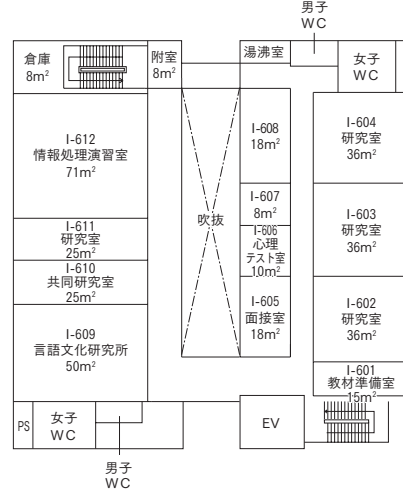 男子
WC
倉庫
8m²
附室
8m²
湯沸室
女子
WC
I-612
情報処理演習室
71m²
I-608
18m²
I-604
研究室
36m²
I-607
8m²
吹抜
I-611
研究室
25m²
I-606
心理
テスト室
10m²
I-603
研究室
36m²
I-610
共同研究室
25m²
I-605
面接室
18m²
I-602
研究室
36m²
I-609
言語文化研究所
50m²
I-601
教材準備室
15m²
PS
女子
WC
EV
男子
WC